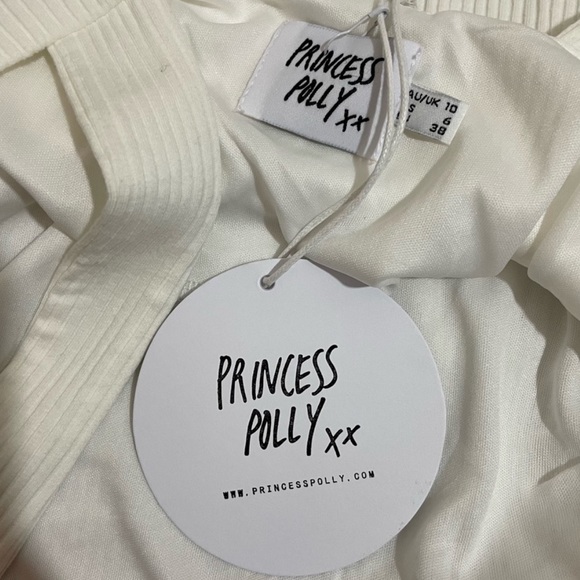 PRINCESS
POLLY xx
AU/UK 10
S 6
38
PRINCESS
POLLY xx
WWW.PRINCESSPOLLY.COM